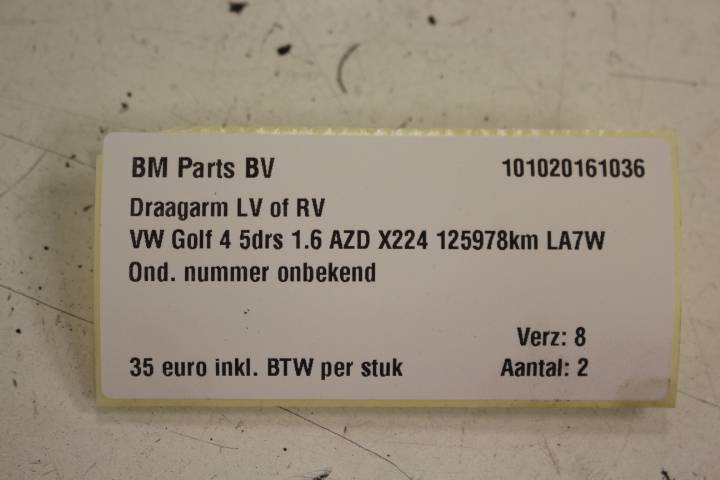 BM Parts BV 101020161036
Draagarm LV of RV
VW Golf 4 5drs 1.6 AZD X224 125978km LA7W
Ond. nummer onbekend
Verz: 8
35 euro inkl. BTW per stuk Aantal: 2